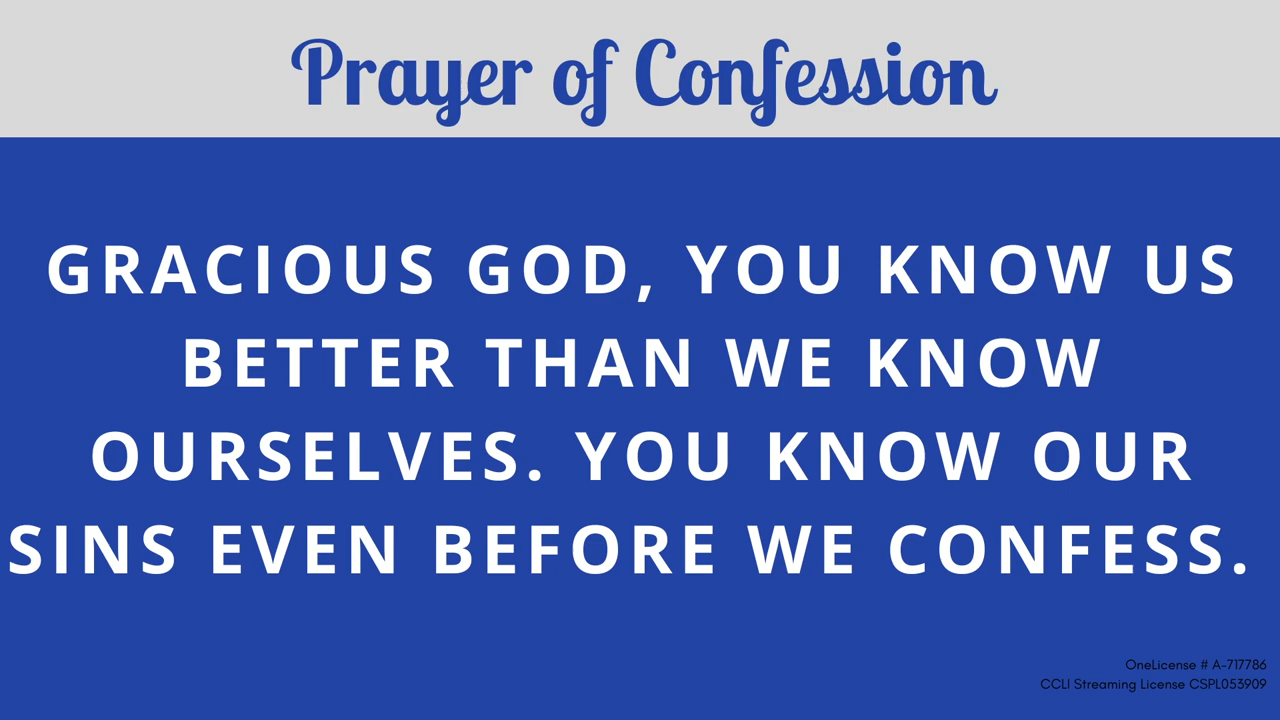 Prayer of Confession
GRACIOUS GOD, YOU KNOW US
BETTER THAN WE KNOW
OURSELVES. YOU KNOW OUR
SINS EVEN BEFORE WE CONFESS.
OneLicense # A-717786
CCLI Streaming License CSPL053909